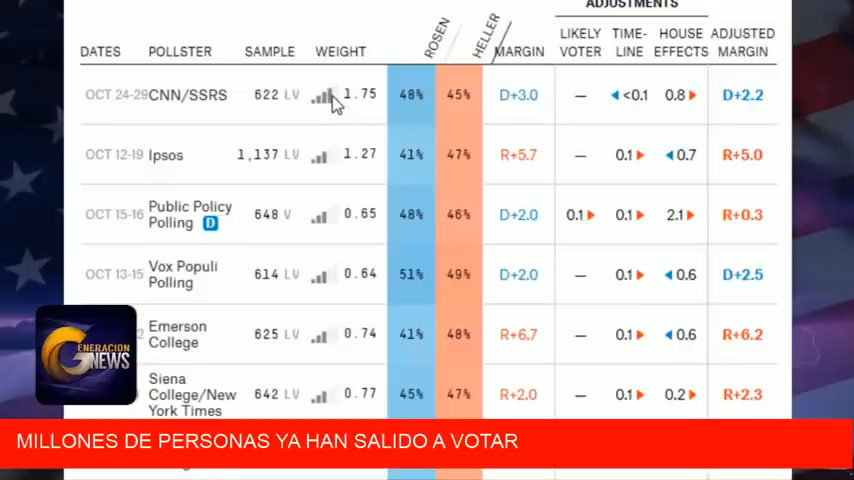 ADJUSTMENTS
DATES POLLSTER SAMPLE WEIGHT ROSEN HELLER MARGIN LIKELY VOTER TIME-LINE HOUSE EFFECTS ADJUSTED MARGIN
OCT 24-29 CNN/SSRS 622 LV 1.75 48% 45% D+3.0 — <0.1 0.8 D+2.2
OCT 12-19 Ipsos 1,137 LV 1.27 41% 47% R+5.7 — 0.1 0.7 R+5.0
OCT 15-16 Public Policy Polling D 648 V 0.65 48% 46% D+2.0 0.1 0.1 2.1 R+0.3
OCT 13-15 Vox Populi Polling 614 LV 0.64 51% 49% D+2.0 — 0.1 0.6 D+2.5
Emerson College 625 LV 0.74 41% 48% R+6.7 — 0.1 0.6 R+6.2
Siena College/New York Times 642 LV 0.77 45% 47% R+2.0 — 0.1 0.2 R+2.3
GENERACION
NEWS
MILLONES DE PERSONAS YA HAN SALIDO A VOTAR